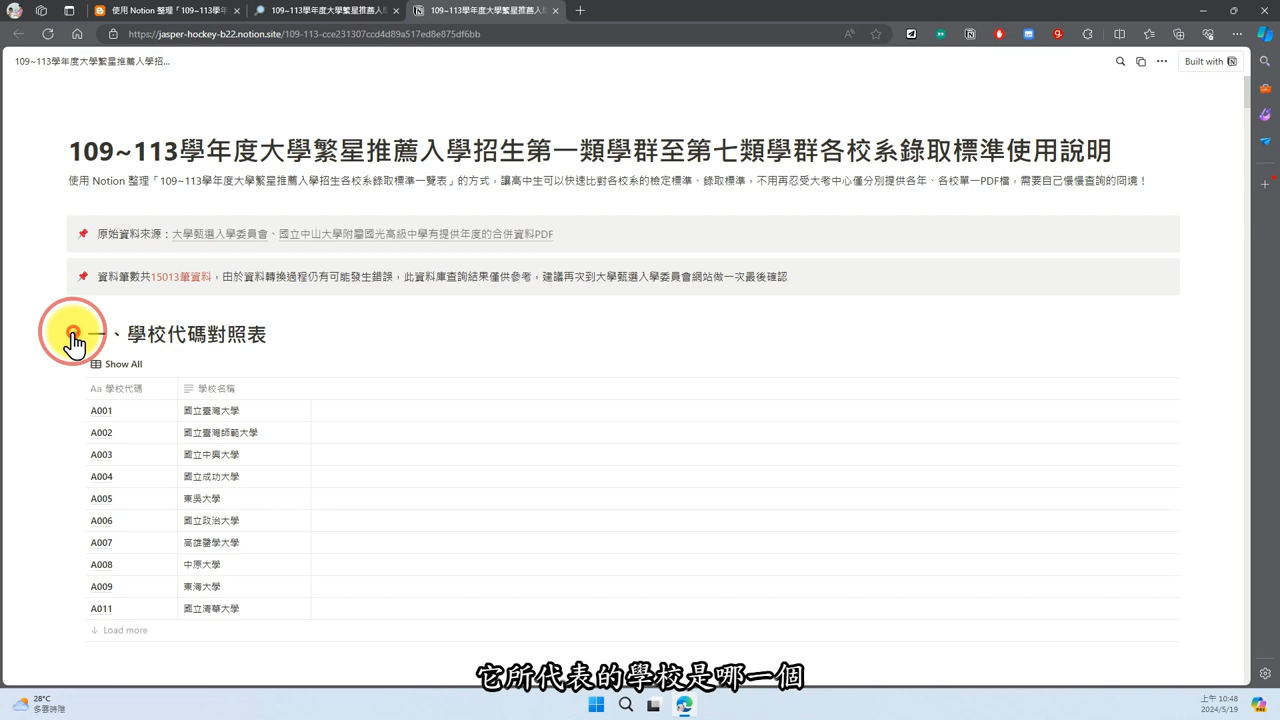 使用 Notion 整理「109~113學年
109~113學年度大學繁星推薦入學
109~113學年度大學繁星推薦入
https://jasper-hockey-b22.notion.site/109-113-cce231307ccd4d89a517ed8e875df6bb
109~113學年度大學繁星推薦入學招...
Built with
109~113學年度大學繁星推薦入學招生第一類學群至第七類學群各校系錄取標準使用說明
使用 Notion 整理「109~113學年度大學繁星推薦入學招生各校系錄取標準一覽表」的方式，讓高中生可以快速比對各校系的檢定標準、錄取標準，不用再忍受大考中心僅分別提供各年、各校單一PDF檔，需要自己慢慢查詢的囧境！
原始資料來源：大學甄選入學委員會、國立中山大學附屬國光高級中學有提供年度的合併資料PDF
資料筆數共15013筆資料，由於資料轉換過程仍有可能發生錯誤，此資料庫查詢結果僅供參考，建議再次到大學甄選入學委員會網站做一次最後確認
一、學校代碼對照表
Show All
Aa 學校代碼 學校名稱
A001 國立臺灣大學
A002 國立臺灣師範大學
A003 國立中興大學
A004 國立成功大學
A005 東吳大學
A006 國立政治大學
A007 高雄醫學大學
A008 中原大學
A009 東海大學
A011 國立清華大學
Load more
它所代表的學校是哪一個
28°C
多雲時陰
上午 10:48
2024/5/19